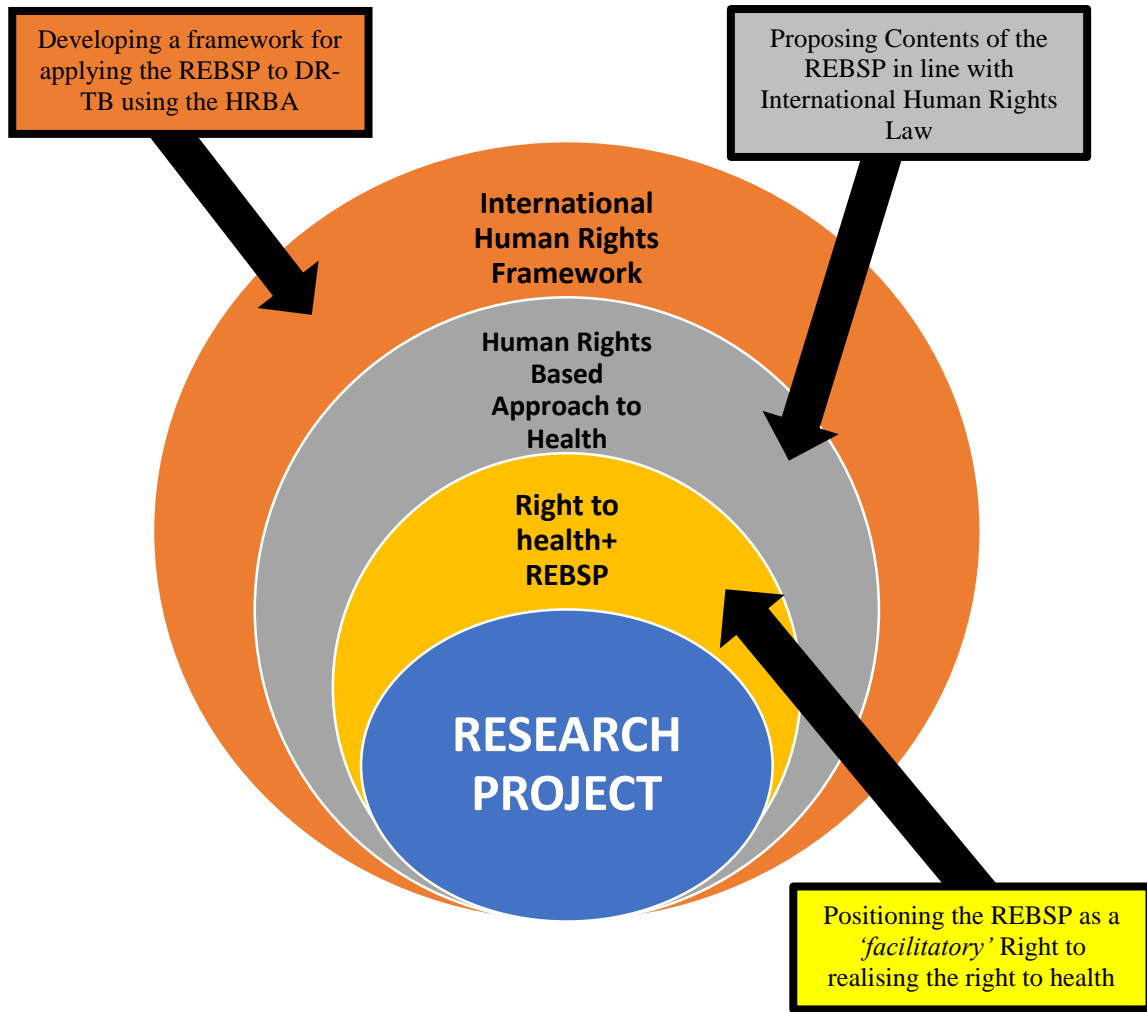 Developing a framework for
applying the REBSP to DR-
TB using the HRBA
Proposing Contents of the
REBSP in line with
International Human Rights
Law
International
Human Rights
Framework
Human Rights
Based
Approach to
Health
Right to
health+
REBSP
RESEARCH
PROJECT
Positioning the REBSP as a
‘facilitatory’ Right to
realising the right to health